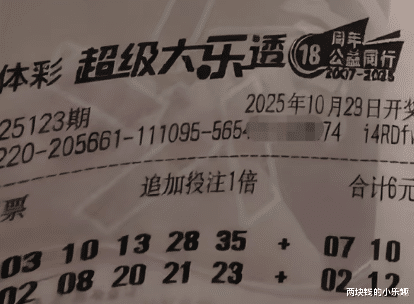 体彩 超级大乐透 18 周年 公益同行 2007-2025
25123期 2025年10月29日开奖
220-205661-111095-565 74 i4RDf
票 追加投注1倍 合计6元
03 10 13 28 35 + 07 10
02 08 20 21 23 + 02 12
两块钱的小乐趣